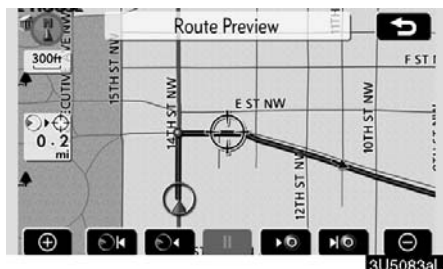 Route Preview
N
300ft
F ST
15TH ST NW
E ST NW
14TH ST NW
10TH ST NW
12TH ST NW
0.2
mi
3U5083aI